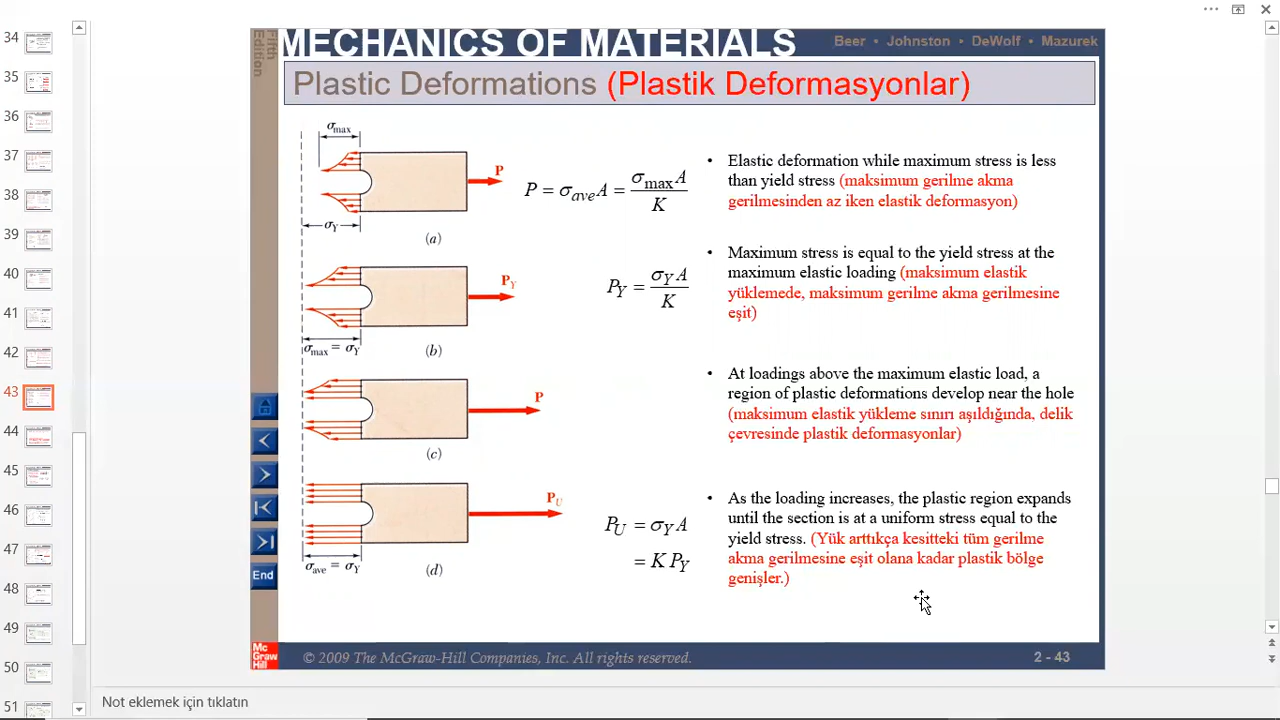 MECHANICS OF MATERIALS
Beer • Johnston • DeWolf • Mazurek
Fifth
Edition
Plastic Deformations (Plastik Deformasyonlar)
σmax
P
σY
(a)
P = σave A = σmax A / K
• Elastic deformation while maximum stress is less
than yield stress (maksimum gerilme akma
gerilmesinden az iken elastik deformasyon)
PY
σmax = σY
(b)
PY = σY A / K
• Maximum stress is equal to the yield stress at the
maximum elastic loading (maksimum elastik
yüklemede, maksimum gerilme akma gerilmesine
eşit)
P
(c)
• At loadings above the maximum elastic load, a
region of plastic deformations develop near the hole
(maksimum elastik yükleme sınırı aşıldığında, delik
çevresinde plastik deformasyonlar)
PU
σave = σY
(d)
PU = σY A
= K PY
• As the loading increases, the plastic region expands
until the section is at a uniform stress equal to the
yield stress. (Yük arttıkça kesitteki tüm gerilme
akma gerilmesine eşit olana kadar plastik bölge
genişler.)
End
Mc
Graw
Hill
© 2009 The McGraw-Hill Companies, Inc. All rights reserved.
2 - 43
34
35
36
37
38
39
40
41
42
43
44
45
46
47
48
49
50
51
Not eklemek için tıklatın